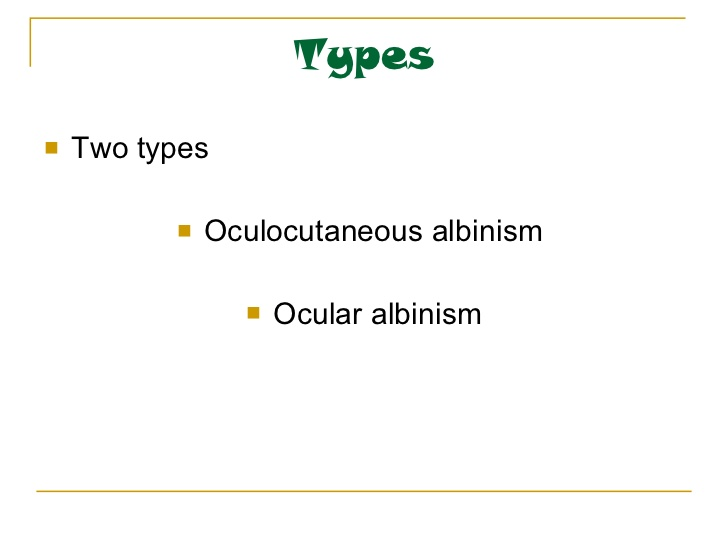 Types
Two types
Oculocutaneous albinism
Ocular albinism